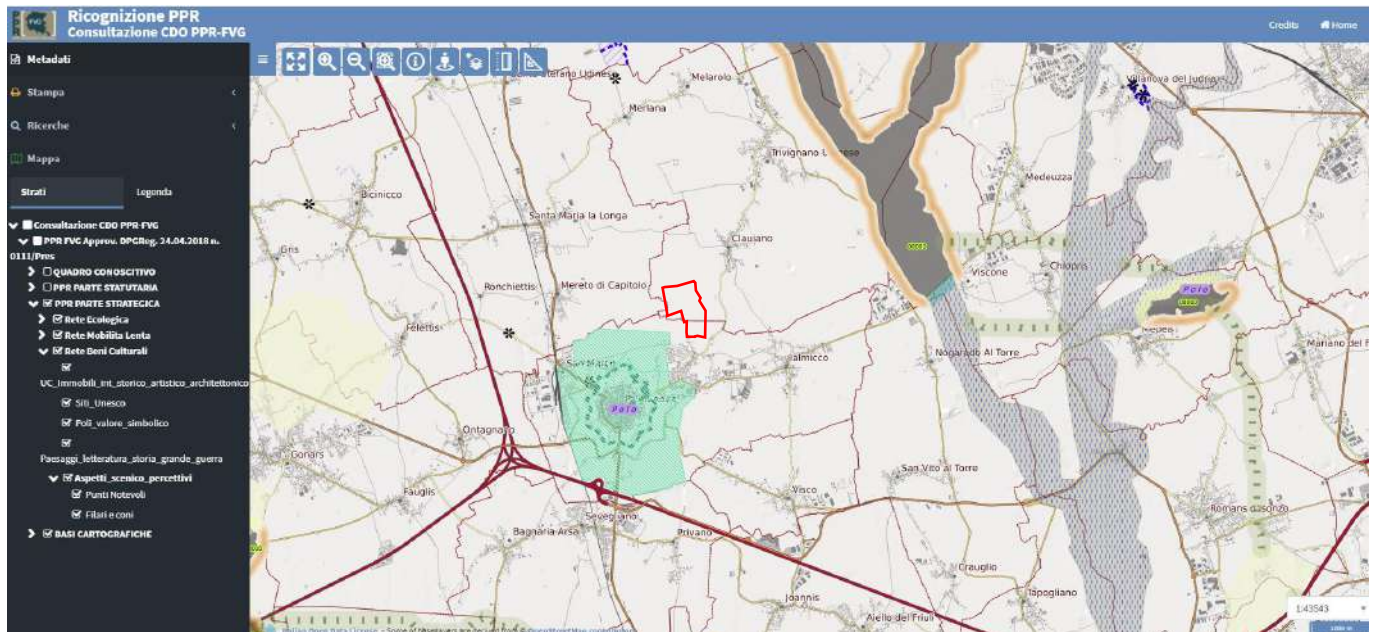 Ricognizione PPR
Consultazione CDO PPR-FVG
Credits
Home
Metadati
Stampa
Ricerche
Mappa
Strati
Legenda
Consultazione CDO PPR-FVG
PPR FVG Approv. DPGReg. 24.04.2018 n.
0111/Pres
QUADRO CONOSCITIVO
PPR PARTE STATUTARIA
PPR PARTE STRATEGICA
Rete Ecologica
Rete Mobilita Lenta
Rete Beni Culturali
UC_Immobili_int_storico_artistico_architettonico
Siti_Unesco
Poli_valore_simbolico
Paesaggi_letteratura_storia_grande_guerra
Aspetti_scenico_percettivi
Punti Notevoli
Filari e coni
BASI CARTOGRAFICHE
Melarolo
Villanova del Judrio
Merlana
Trivignano
Bicinicco
Medeuzza
Santa Maria la Longa
Clauiano
Gris
Viscone
Chiopris
Ronchiettis
Mereto di Capitolo
Polo
Felettis
Mariano del F
Nogaredo Al Torre
Polo
Ontagnano
Gonars
San Vito al Torre
Fauglis
Visco
Romans d'Isonzo
Sevegliano
Bagnaria Arsa
Privano
Crauglio
Joannis
Tapogliano
Aiello del Friuli
1:43543
1000 m